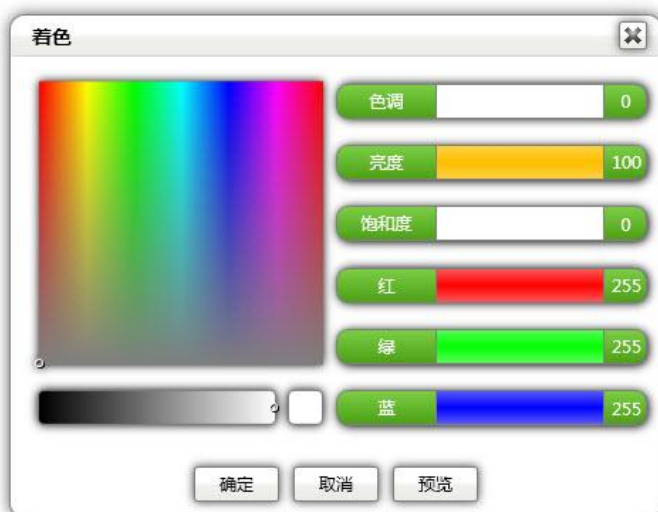 着色
色调 0
亮度 100
饱和度 0
红 255
绿 255
蓝 255
确定 取消 预览